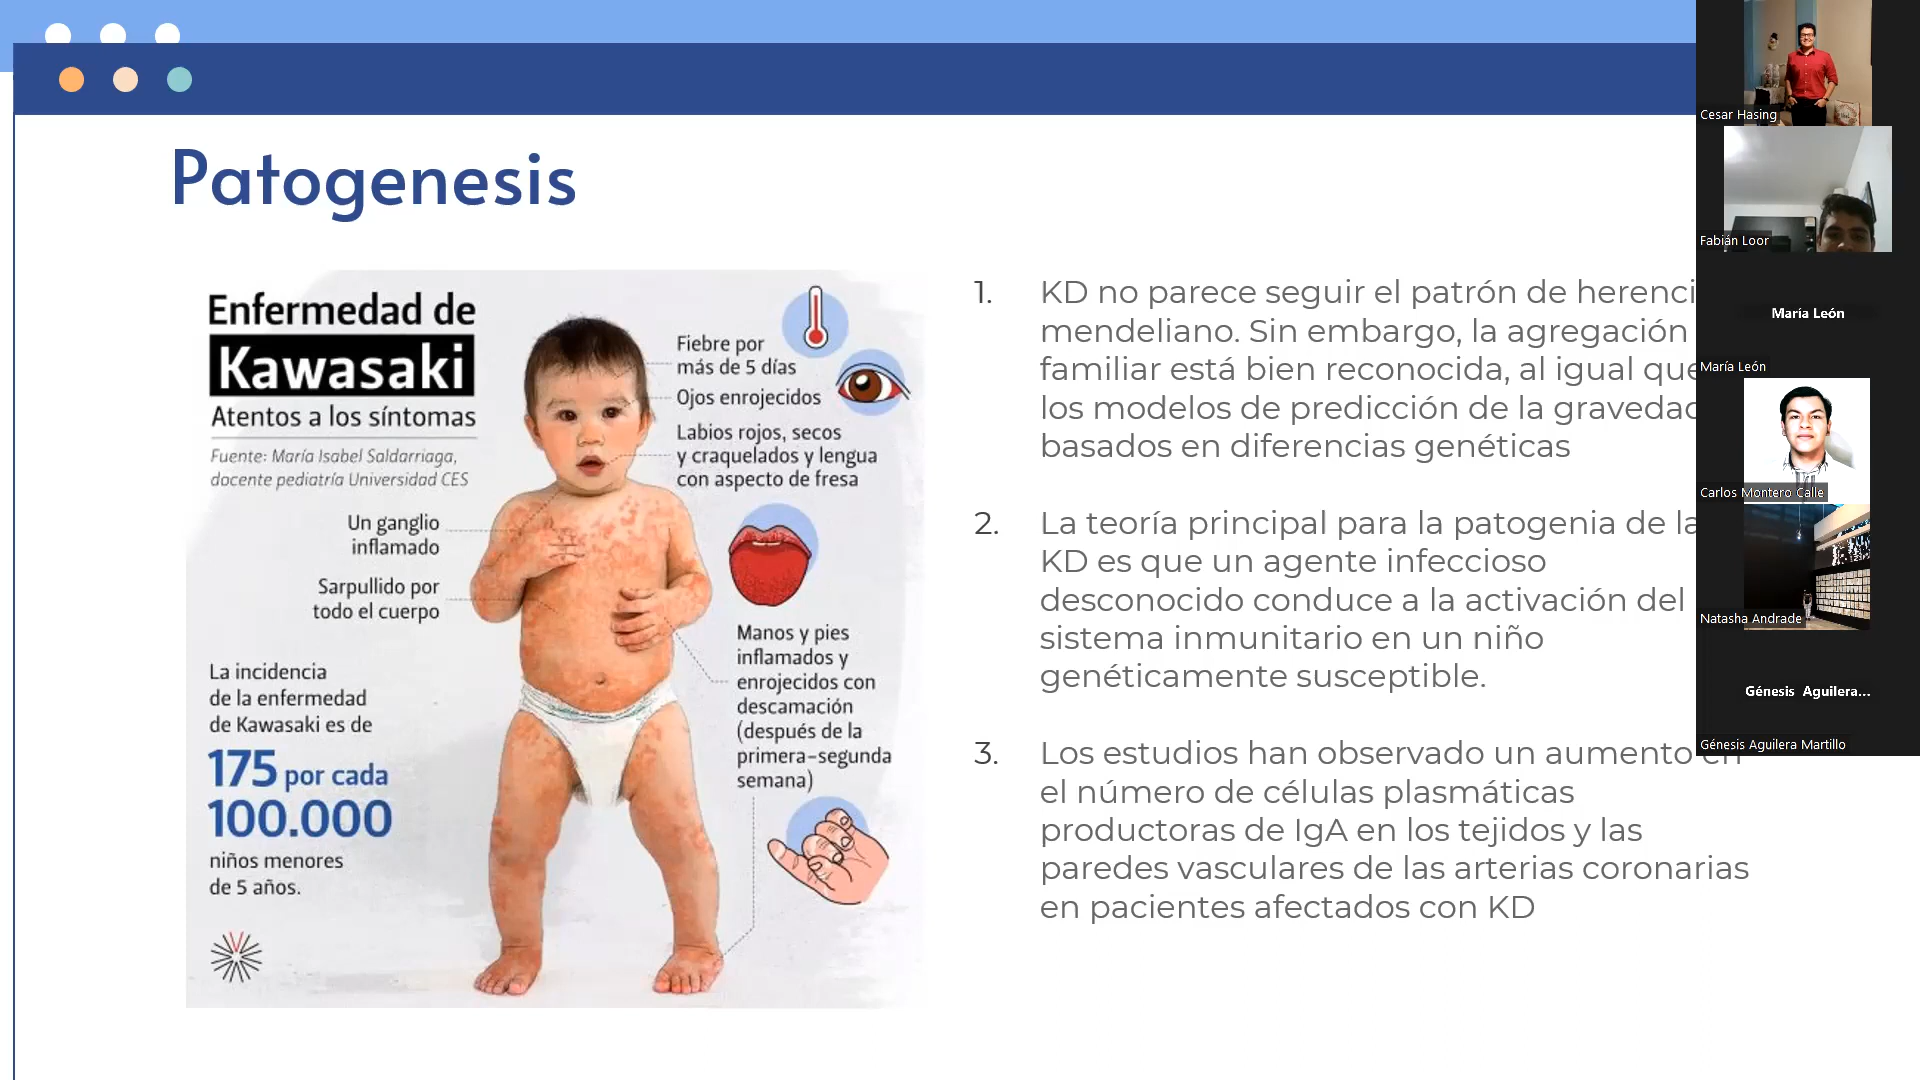 Patogenesis
Enfermedad de
Kawasaki
Atentos a los síntomas
Fuente: María Isabel Saldarriaga,
docente pediatría Universidad CES
Fiebre por
más de 5 días
Ojos enrojecidos
Labios rojos, secos
y craquelados y lengua
con aspecto de fresa
Un ganglio
inflamado
Sarpullido por
todo el cuerpo
Manos y pies
inflamados y
enrojecidos con
descamación
(después de la
primera-segunda
semana)
La incidencia
de la enfermedad
de Kawasaki es de
175 por cada
100.000
niños menores
de 5 años.
1. KD no parece seguir el patrón de herenci
mendeliano. Sin embargo, la agregación
familiar está bien reconocida, al igual que
los modelos de predicción de la gravedad
basados en diferencias genéticas
2. La teoría principal para la patogenia de la
KD es que un agente infeccioso
desconocido conduce a la activación del
sistema inmunitario en un niño
genéticamente susceptible.
3. Los estudios han observado un aumento en
el número de células plasmáticas
productoras de IgA en los tejidos y las
paredes vasculares de las arterias coronarias
en pacientes afectados con KD
Cesar Hasing
Fabián Loor
María León
María León
Carlos Montero Calle
Natasha Andrade
Génesis Aguilera...
Génesis Aguilera Martillo